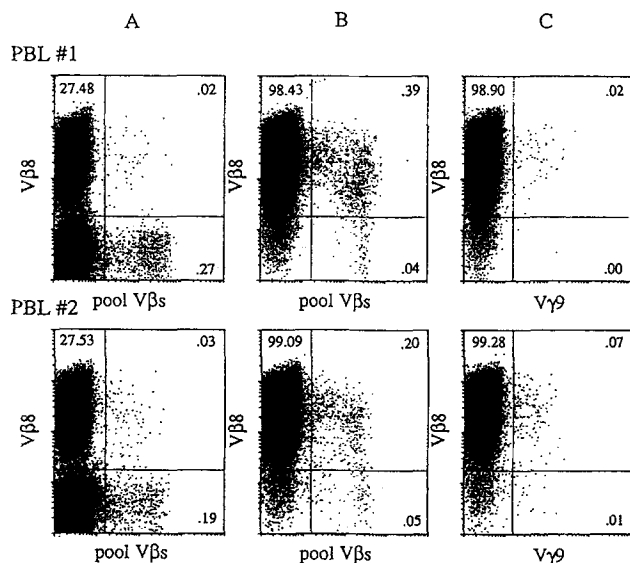 A B C
PBL #1
27.48 .02 98.43 .39 98.90 .02
Vβ8 Vβ8 Vβ8
.27 .04 .00
pool Vβs pool Vβs Vγ9
PBL #2
27.53 .03 99.09 .20 99.28 .07
Vβ8 Vβ8 Vβ8
.19 .05 .01
pool Vβs pool Vβs Vγ9